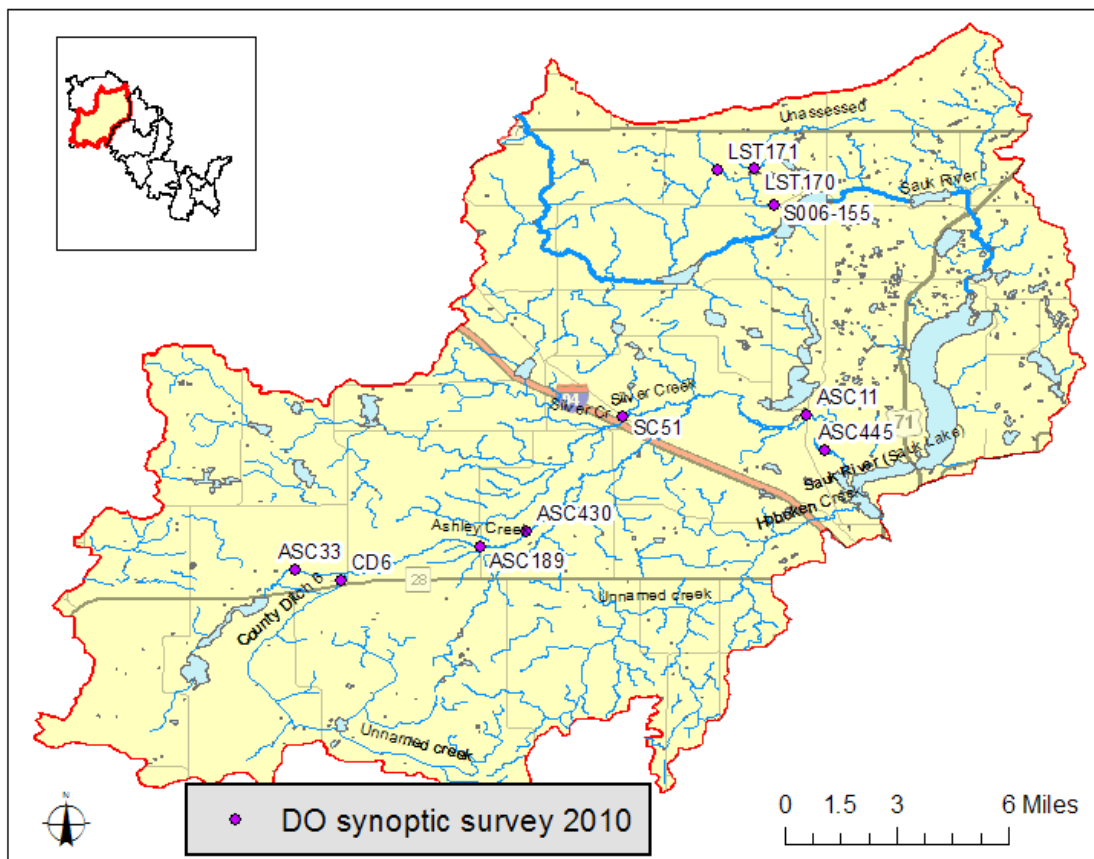 Unassessed
LST171
LST170
Sauk River
S006-155
94
Silver Creek
Silver Cr
SC51
ASC11
71
ASC445
Sauk River (Sauk Lake)
Hoboken Creek
Ashley Creek
ASC430
ASC189
ASC33
CD6
28
County Ditch 6
Unnamed creek
Unnamed creek
N
DO synoptic survey 2010
0 1.5 3 6 Miles